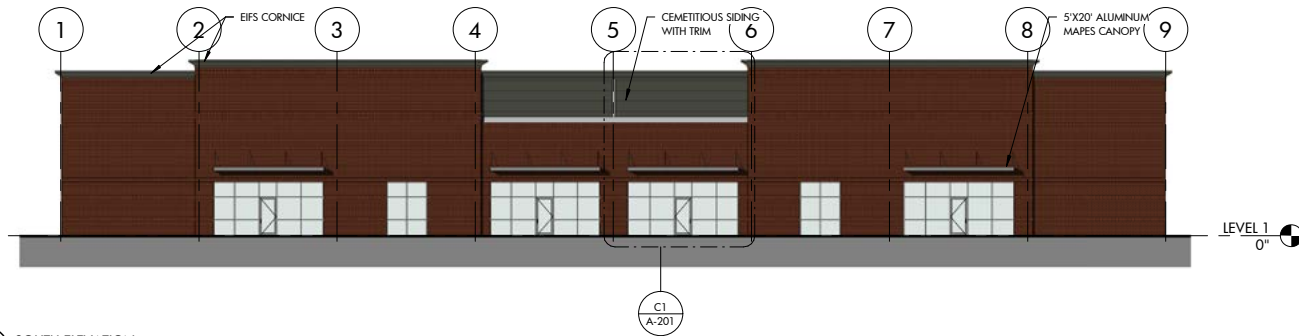 EIFS CORNICE
CEMETITIOUS SIDING
WITH TRIM
5'X20' ALUMINUM
MAPES CANOPY
1 2 3 4 5 6 7 8 9
LEVEL 1
0"
C1
A-201